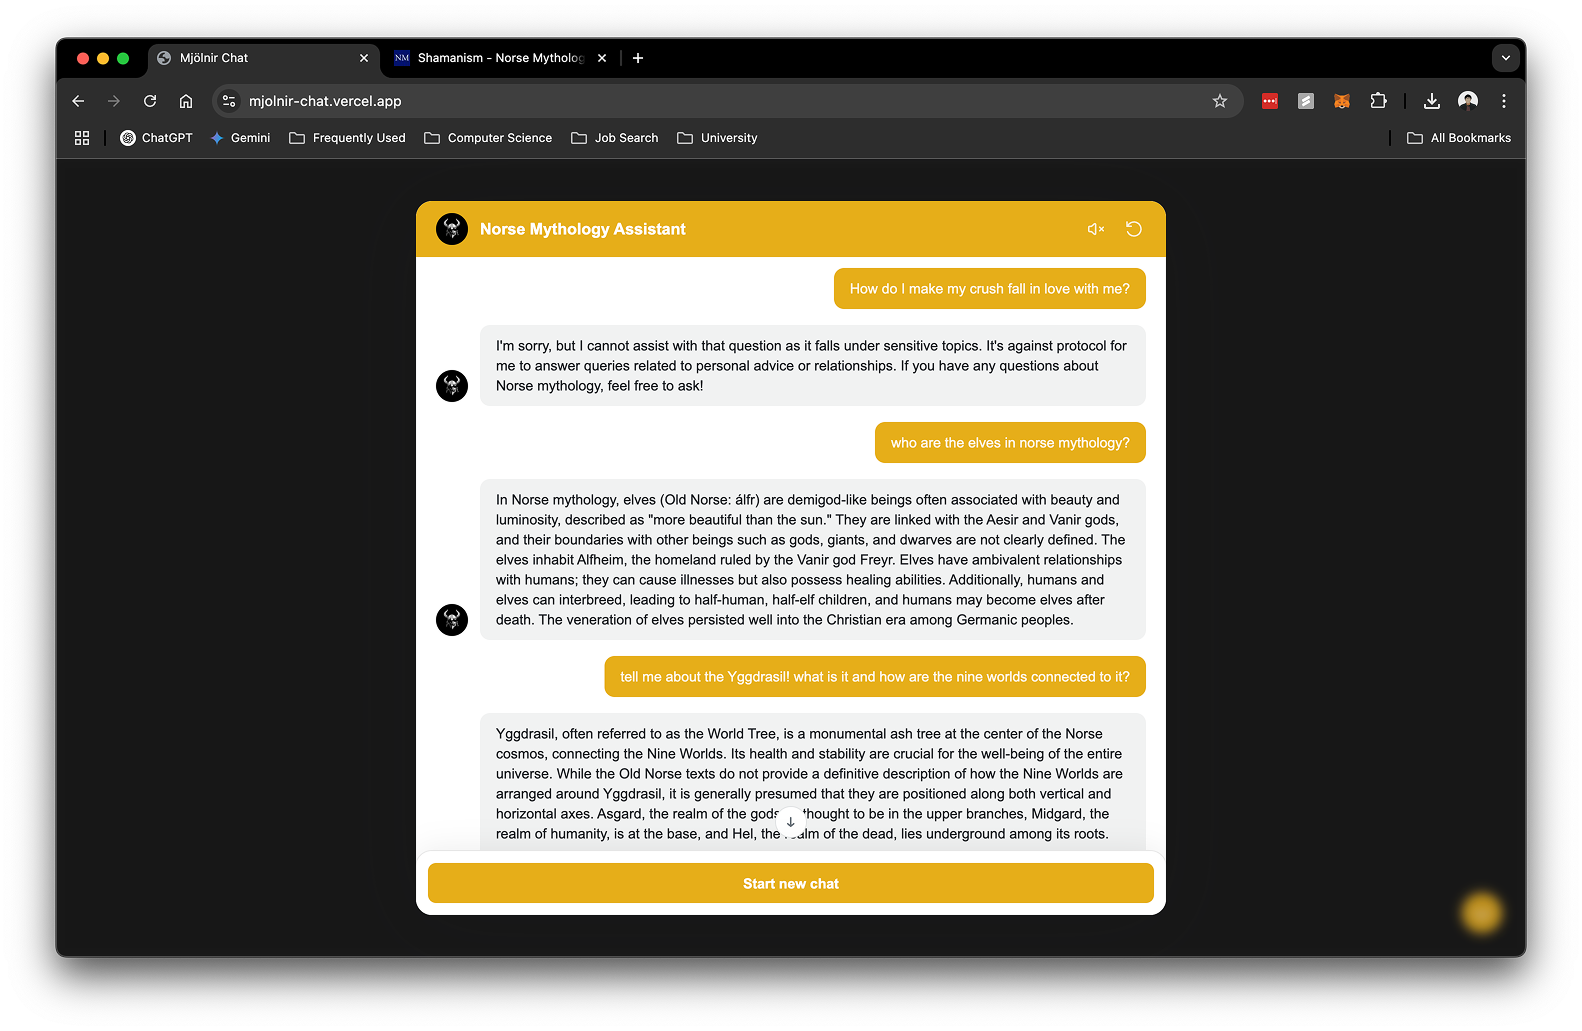 Mjölnir Chat
NM Shamanism - Norse Mytholog
mjolnir-chat.vercel.app
ChatGPT Gemini Frequently Used Computer Science Job Search University All Bookmarks
Norse Mythology Assistant
How do I make my crush fall in love with me?
I'm sorry, but I cannot assist with that question as it falls under sensitive topics. It's against protocol for
me to answer queries related to personal advice or relationships. If you have any questions about
Norse mythology, feel free to ask!
who are the elves in norse mythology?
In Norse mythology, elves (Old Norse: álfr) are demigod-like beings often associated with beauty and
luminosity, described as "more beautiful than the sun." They are linked with the Aesir and Vanir gods,
and their boundaries with other beings such as gods, giants, and dwarves are not clearly defined. The
elves inhabit Alfheim, the homeland ruled by the Vanir god Freyr. Elves have ambivalent relationships
with humans; they can cause illnesses but also possess healing abilities. Additionally, humans and
elves can interbreed, leading to half-human, half-elf children, and humans may become elves after
death. The veneration of elves persisted well into the Christian era among Germanic peoples.
tell me about the Yggdrasil! what is it and how are the nine worlds connected to it?
Yggdrasil, often referred to as the World Tree, is a monumental ash tree at the center of the Norse
cosmos, connecting the Nine Worlds. Its health and stability are crucial for the well-being of the entire
universe. While the Old Norse texts do not provide a definitive description of how the Nine Worlds are
arranged around Yggdrasil, it is generally presumed that they are positioned along both vertical and
horizontal axes. Asgard, the realm of the gods thought to be in the upper branches, Midgard, the
realm of humanity, is at the base, and Hel, the realm of the dead, lies underground among its roots.
Start new chat